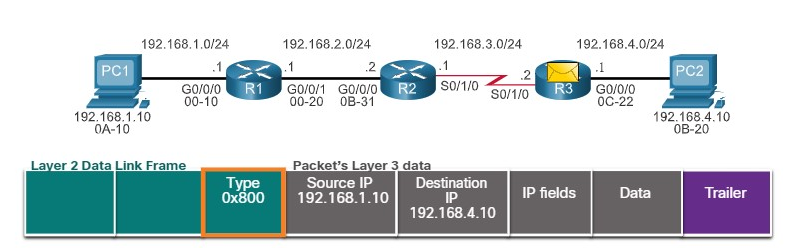 192.168.1.0/24
192.168.2.0/24
192.168.3.0/24
192.168.4.0/24
PC1
.1
R1
.1
.2
R2
.1
.2
R3
.1
PC2
G0/0/0
00-10
G0/0/1
00-20
G0/0/0
0B-31
S0/1/0
S0/1/0
G0/0/0
0C-22
192.168.1.10
0A-10
192.168.4.10
0B-20
Layer 2 Data Link Frame
Packet's Layer 3 data
Type
0x800
Source IP
192.168.1.10
Destination
IP
192.168.4.10
IP fields
Data
Trailer